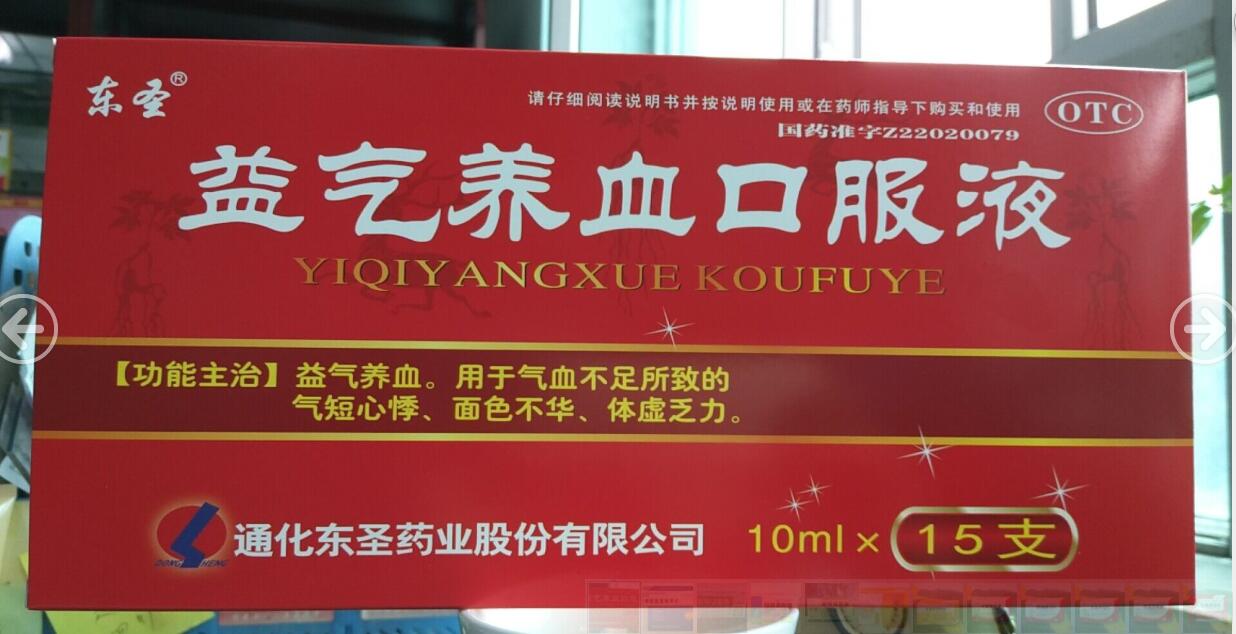 东圣®
请仔细阅读说明书并按说明使用或在药师指导下购买和使用
OTC
国药准字Z22020079
益气养血口服液
YIQIYANGXUE KOUFUYE
【功能主治】益气养血。用于气血不足所致的
气短心悸、面色不华、体虚乏力。
DONG SHENG
通化东圣药业股份有限公司
10ml×15支